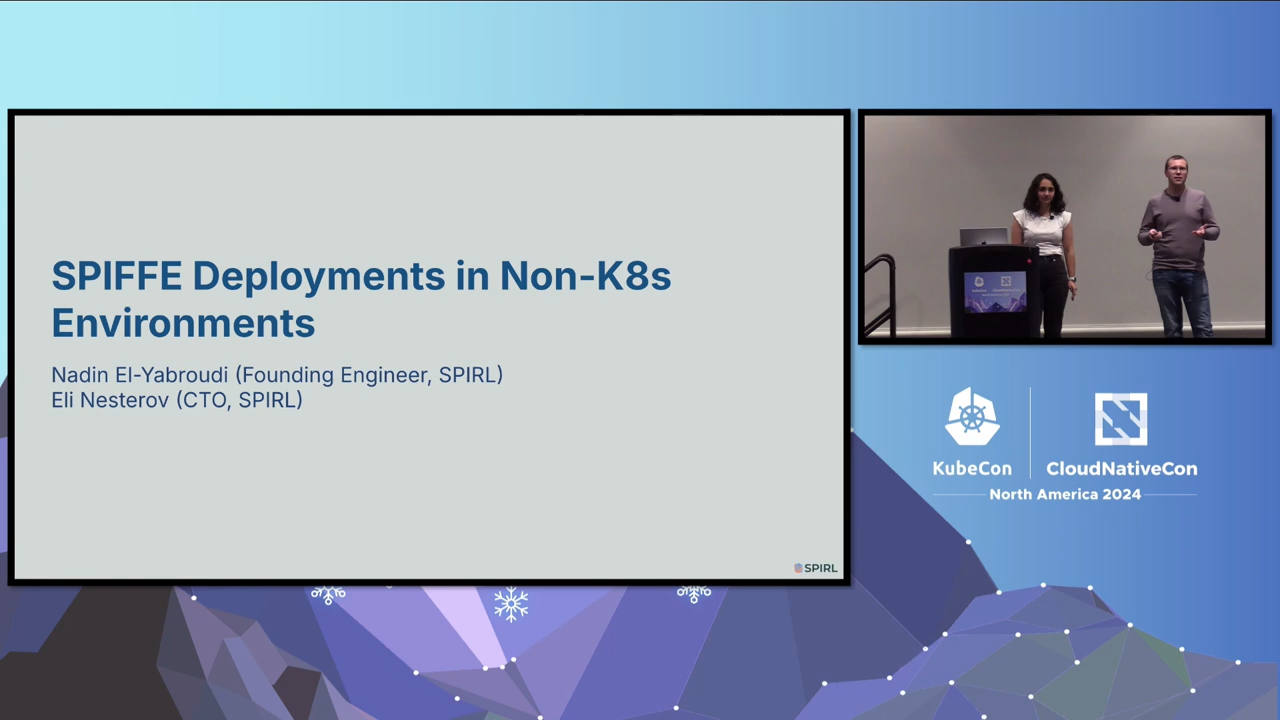 SPIFFE Deployments in Non-K8s
Environments
Nadin El-Yabroudi (Founding Engineer, SPIRL)
Eli Nesterov (CTO, SPIRL)
SPIRL
KubeCon
CloudNativeCon
North America 2024